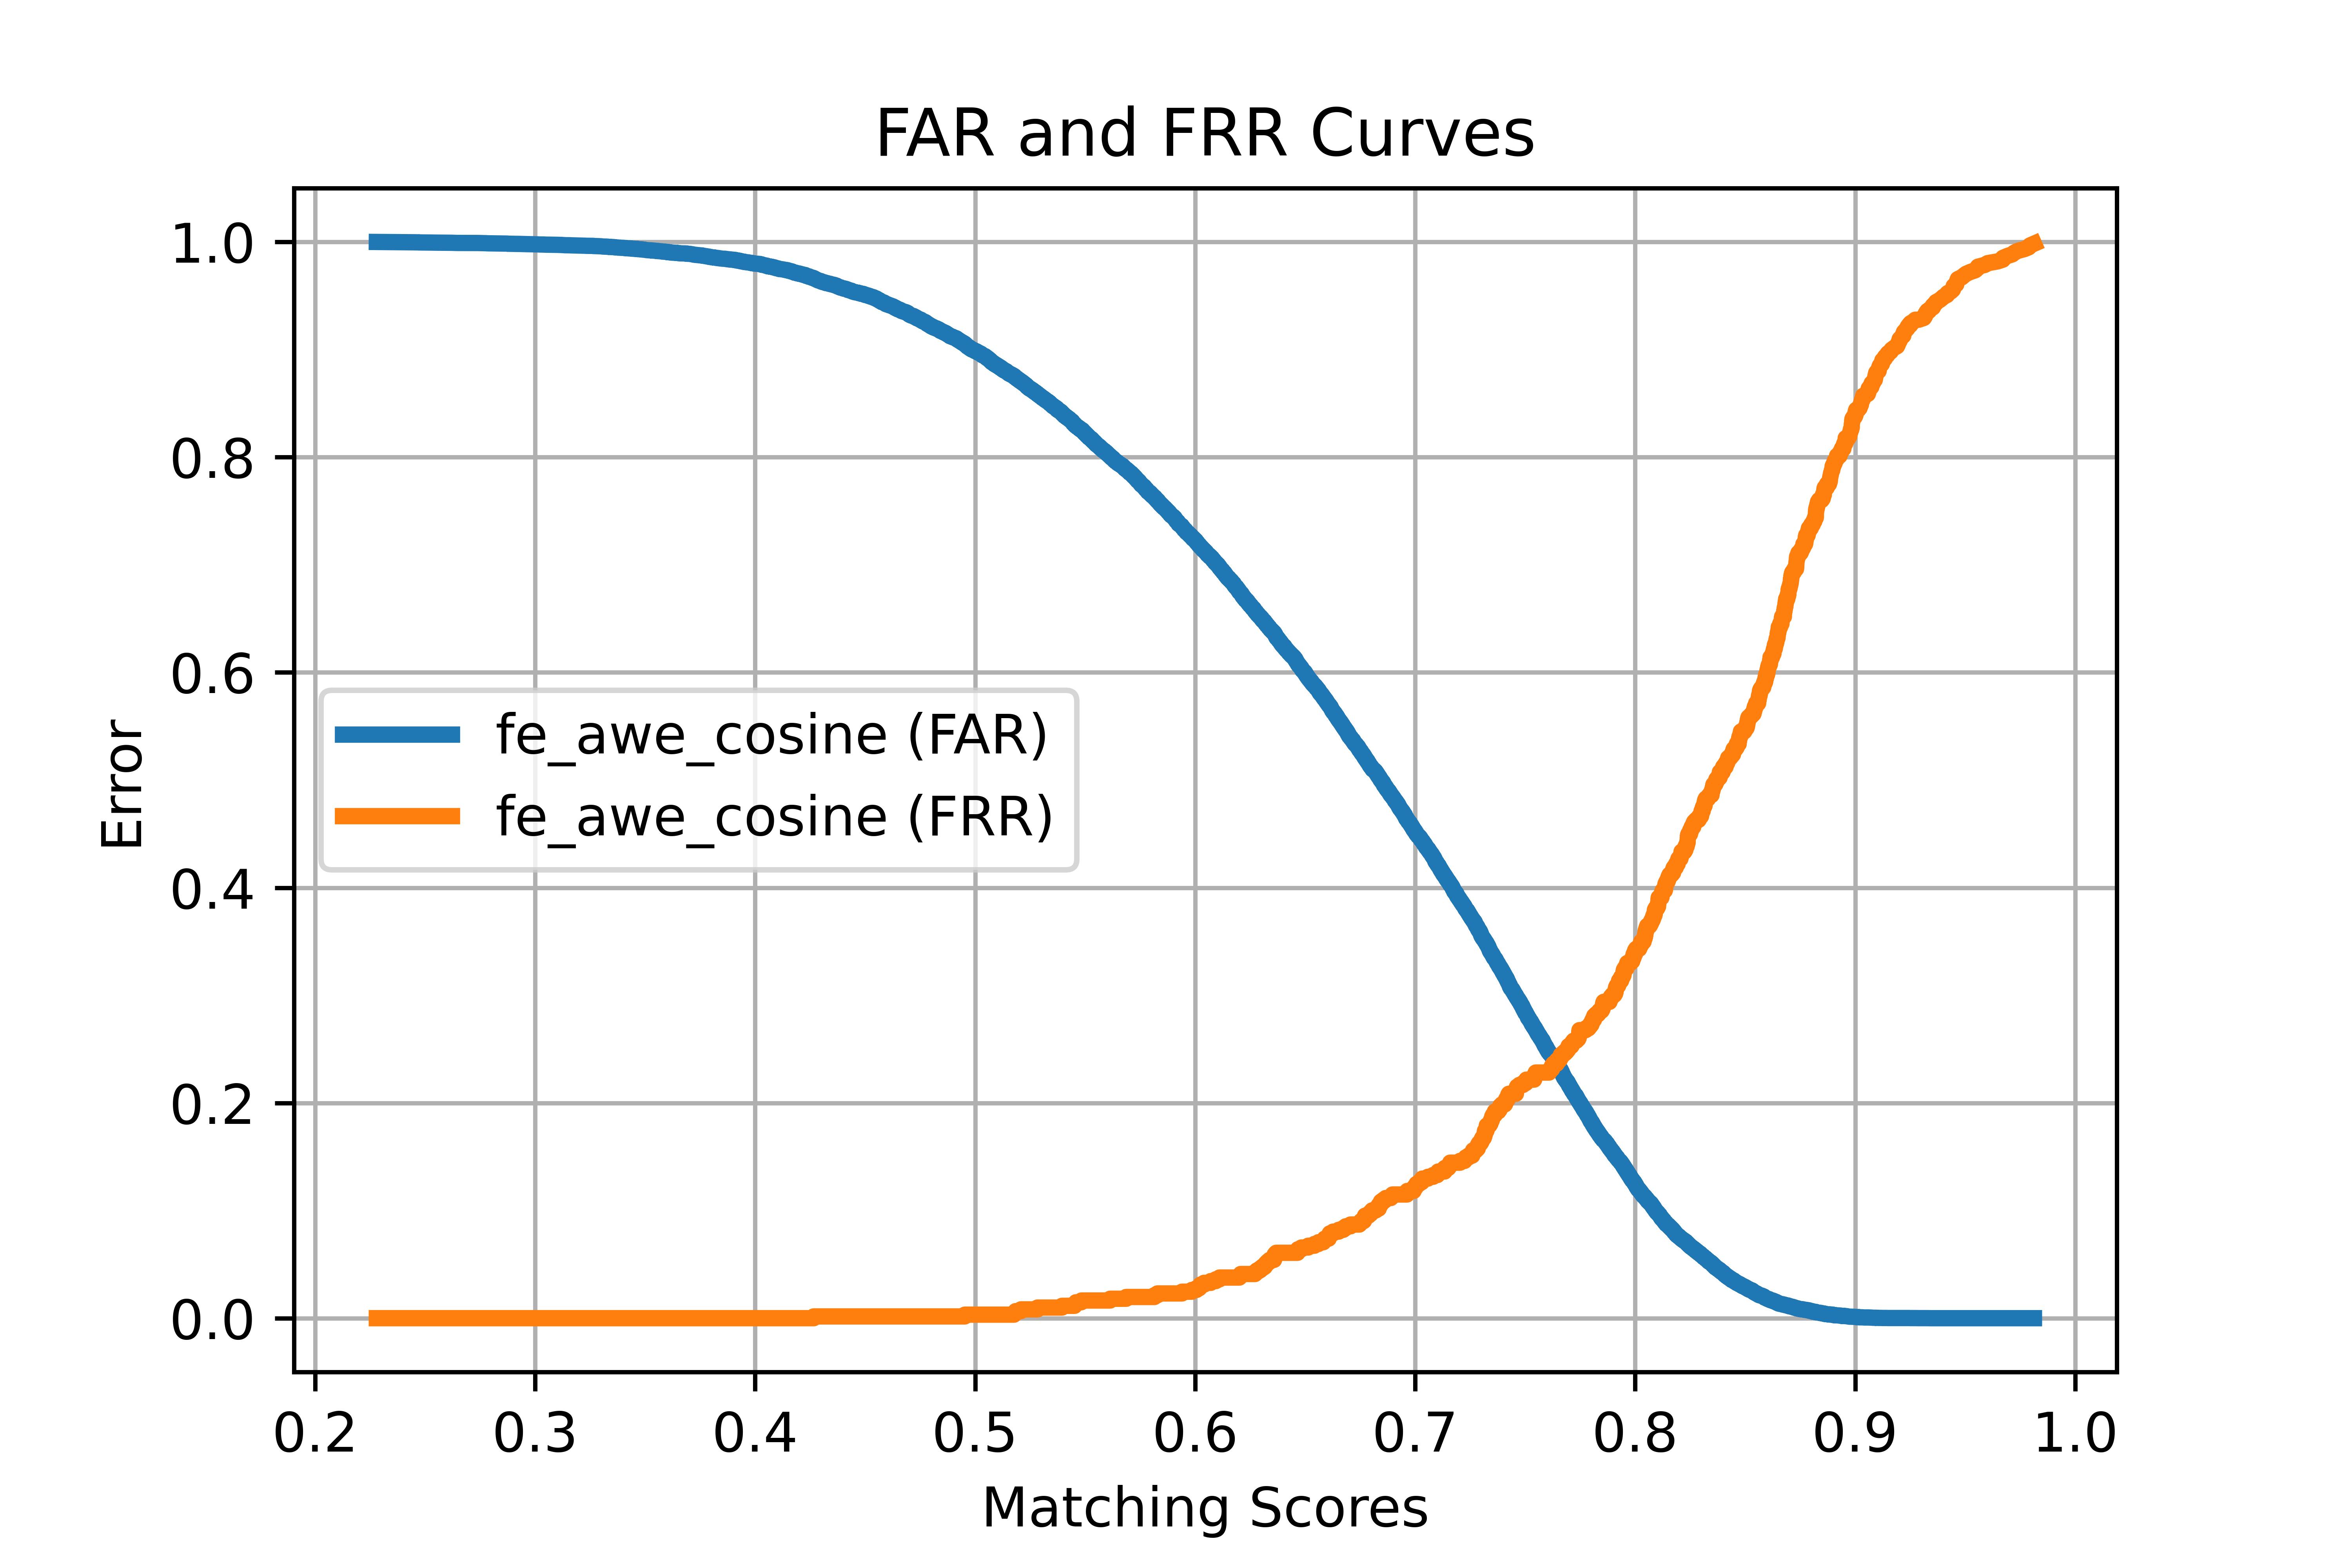 FAR and FRR Curves
1.0
0.8
0.6
0.4
0.2
0.0
Error
fe_awe_cosine (FAR)
fe_awe_cosine (FRR)
0.2 0.3 0.4 0.5 0.6 0.7 0.8 0.9 1.0
Matching Scores